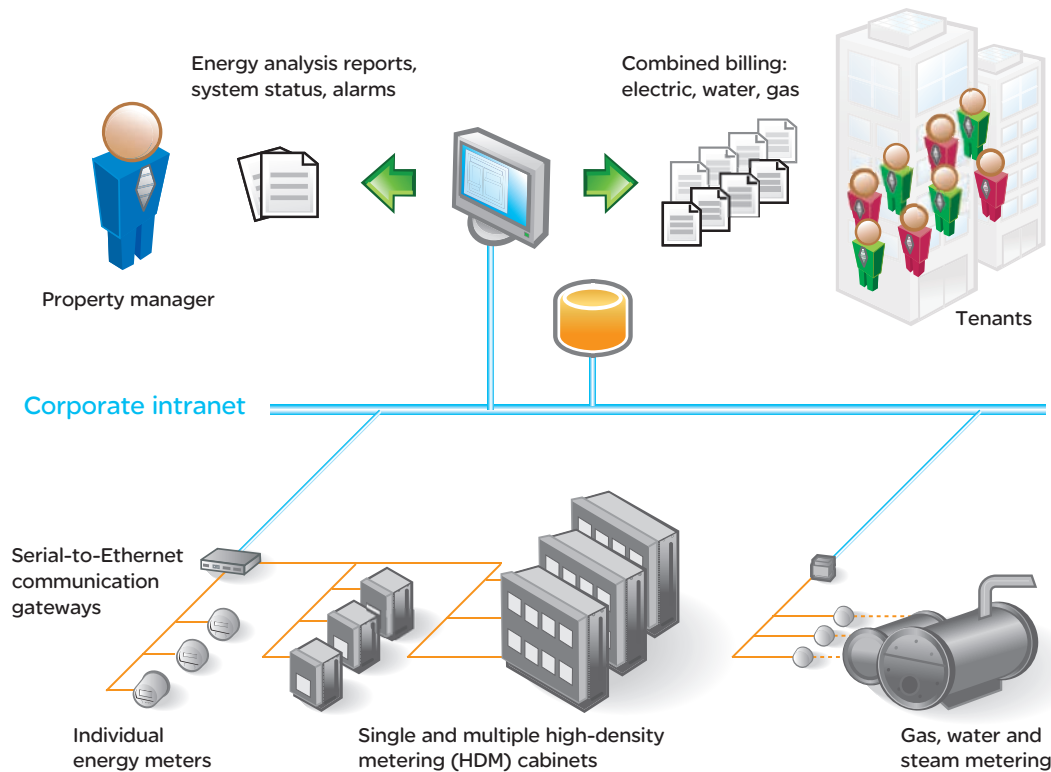 Energy analysis reports,
system status, alarms
Combined billing:
electric, water, gas
Property manager
Tenants
Corporate intranet
Serial-to-Ethernet
communication
gateways
Individual
energy meters
Single and multiple high-density
metering (HDM) cabinets
Gas, water and
steam metering